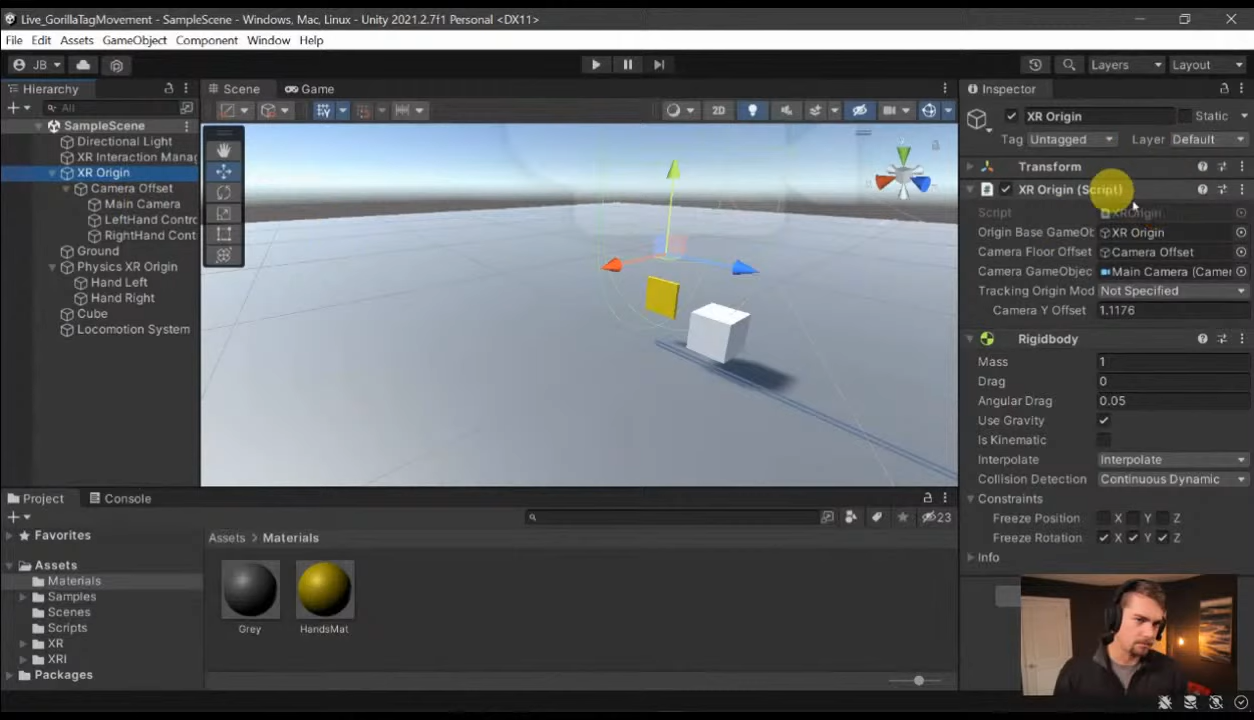 Live_GorillaTagMovement - SampleScene - Windows, Mac, Linux - Unity 2021.2.7f1 Personal <DX11>
File Edit Assets GameObject Component Window Help
JB
Layers
Layout
Hierarchy
All
SampleScene
Directional Light
XR Interaction Manag
XR Origin
Camera Offset
Main Camera
LeftHand Contro
RightHand Cont
Ground
Physics XR Origin
Hand Left
Hand Right
Cube
Locomotion System
Scene
Game
2D
Inspector
XR Origin
Static
Tag Untagged
Layer Default
Transform
XR Origin (Script)
Script XROrigin
Origin Base GameOb XR Origin
Camera Floor Offset Camera Offset
Camera GameObjec Main Camera (Camer
Tracking Origin Mod Not Specified
Camera Y Offset 1.1176
Rigidbody
Mass 1
Drag 0
Angular Drag 0.05
Use Gravity
Is Kinematic
Interpolate Interpolate
Collision Detection Continuous Dynamic
Constraints
Freeze Position X Y Z
Freeze Rotation X Y Z
Info
Project
Console
23
Favorites
Assets
Materials
Samples
Scenes
Scripts
XR
XRI
Packages
Assets > Materials
Grey
HandsMat